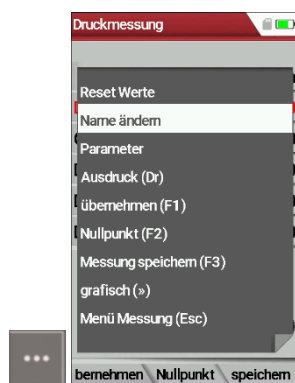 Druckmessung
Reset Werte
Name ändern
Parameter
Ausdruck (Dr)
übernehmen (F1)
Nullpunkt (F2)
Messung speichern (F3)
grafisch (»)
Menü Messung (Esc)
bernehmen Nullpunkt speichern